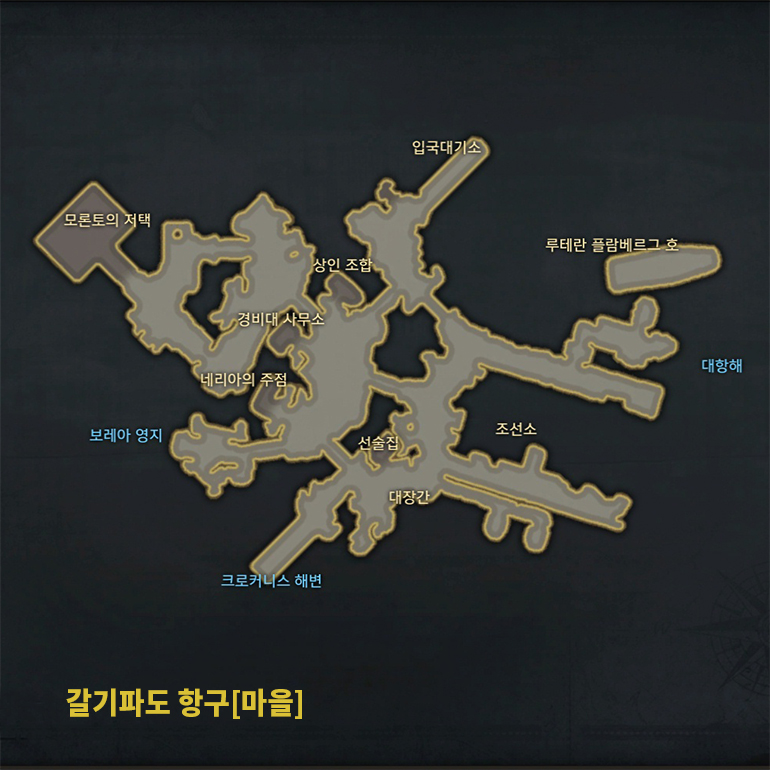 입국대기소
모론토의 저택
루테란 플람베르그 호
상인 조합
경비대 사무소
대항해
네리아의 주점
조선소
보레아 영지
선술집
대장간
크로커니스 해변
갈기파도 항구[마을]